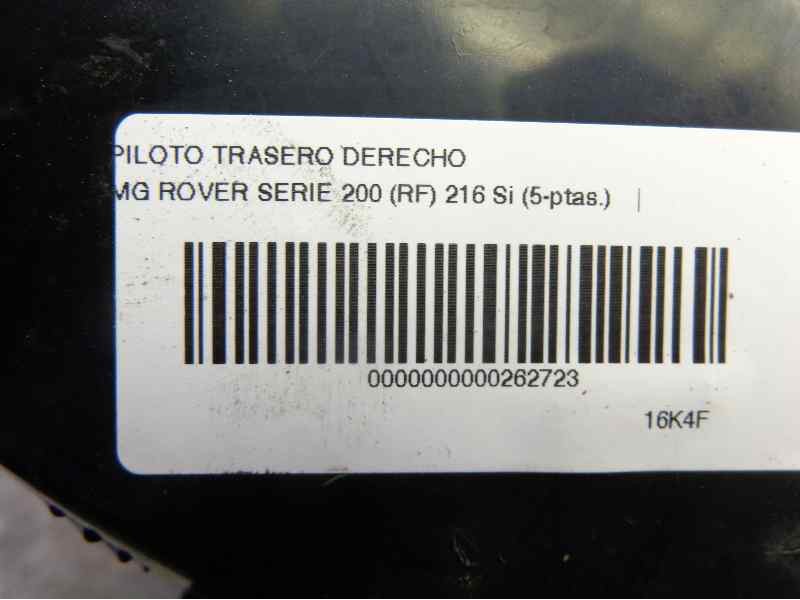 PILOTO TRASERO DERECHO
MG ROVER SERIE 200 (RF) 216 Si (5-ptas.)
0000000000262723
16K4F